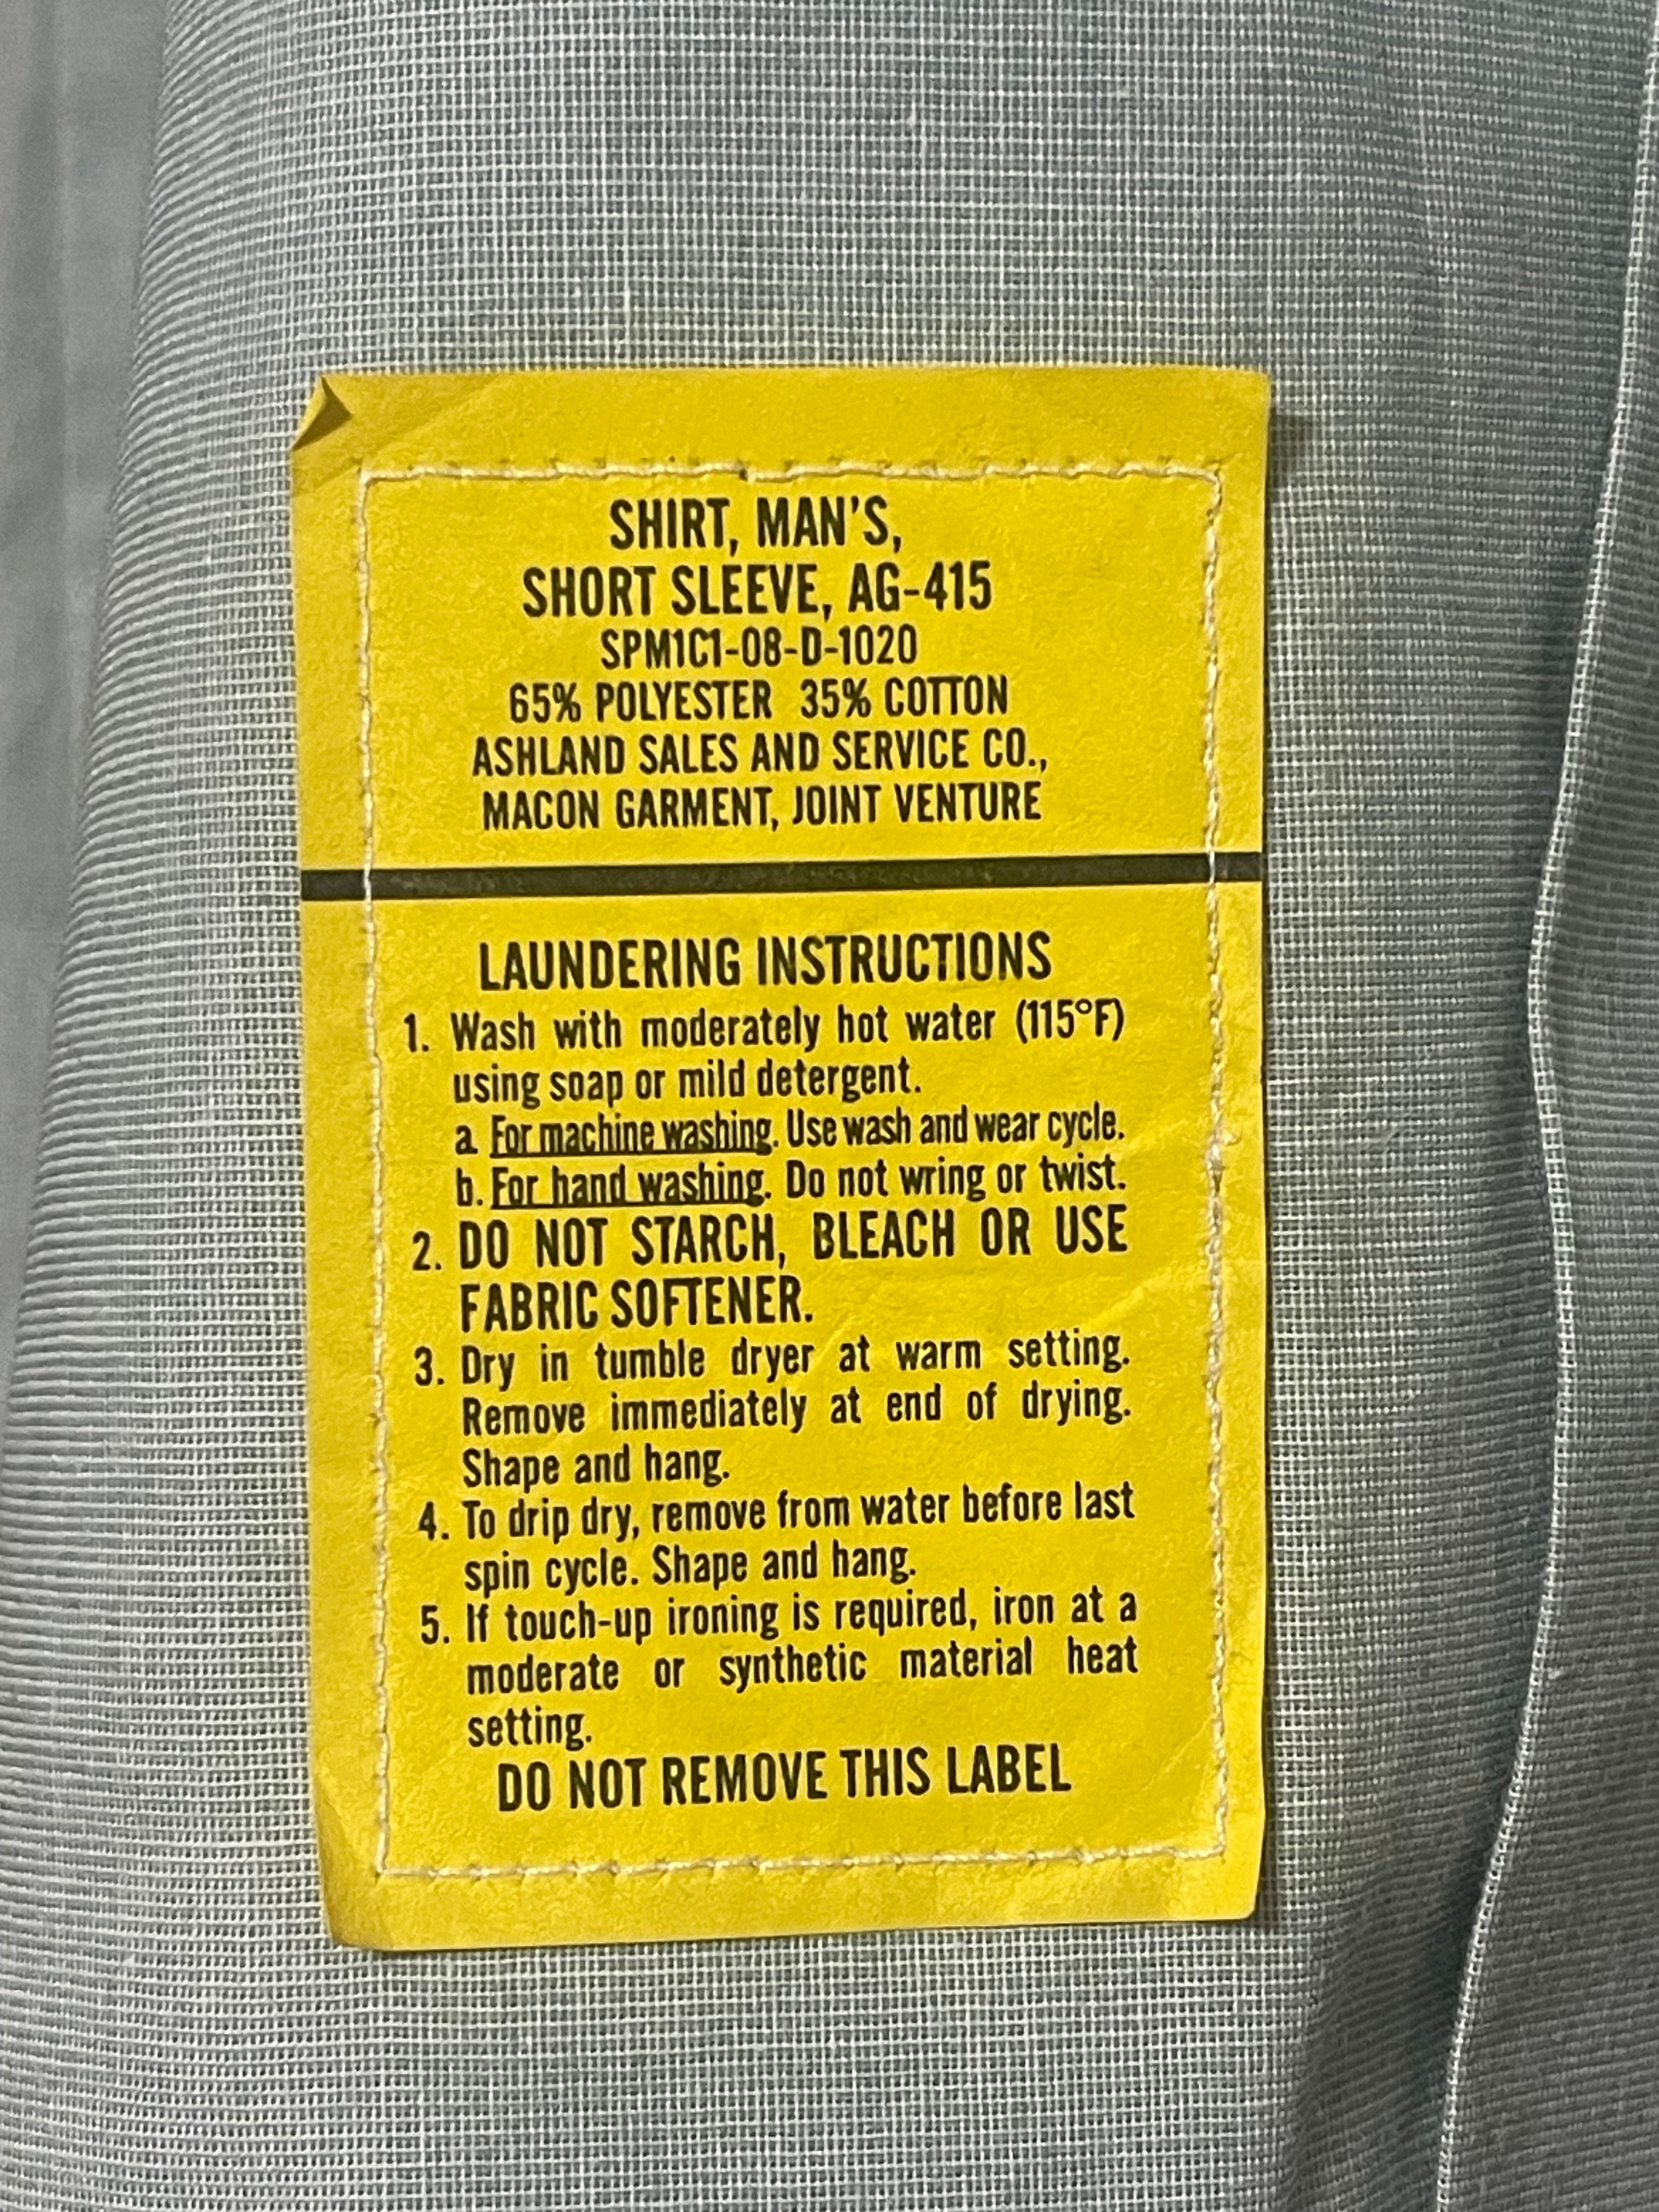 SHIRT, MAN'S,
SHORT SLEEVE, AG-415
SPM1C1-08-D-1020
65% POLYESTER 35% COTTON
ASHLAND SALES AND SERVICE CO.,
MACON GARMENT, JOINT VENTURE
LAUNDERING INSTRUCTIONS
1. Wash with moderately hot water (115°F)
using soap or mild detergent.
a. For machine washing. Use wash and wear cycle.
b. For hand washing. Do not wring or twist.
2. DO NOT STARCH, BLEACH OR USE
FABRIC SOFTENER.
3. Dry in tumble dryer at warm setting.
Remove immediately at end of drying.
Shape and hang.
4. To drip dry, remove from water before last
spin cycle. Shape and hang.
5. If touch-up ironing is required, iron at a
moderate or synthetic material heat
setting.
DO NOT REMOVE THIS LABEL